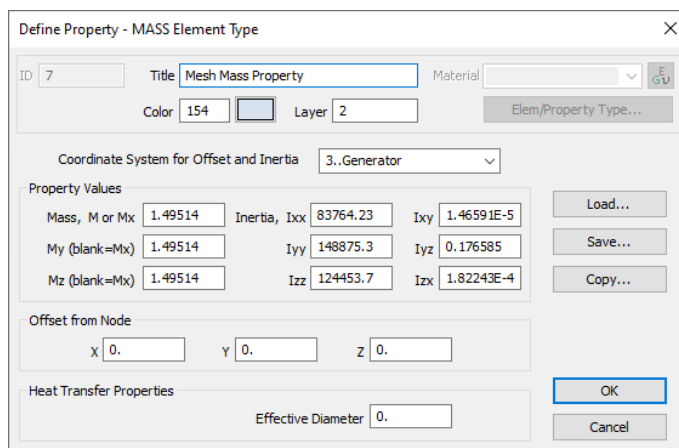 Define Property - MASS Element Type
ID 7 Title Mesh Mass Property Material
Color 154 Layer 2 Elem/Property Type...
Coordinate System for Offset and Inertia 3..Generator
Property Values
Mass, M or Mx 1.49514 Inertia, Ixx 83764.23 Ixy 1.46591E-5 Load...
My (blank=Mx) 1.49514 Iyy 148875.3 Iyz 0.176585 Save...
Mz (blank=Mx) 1.49514 Izz 124453.7 Izx 1.82243E-4 Copy...
Offset from Node
X 0. Y 0. Z 0.
Heat Transfer Properties OK
Effective Diameter 0. Cancel